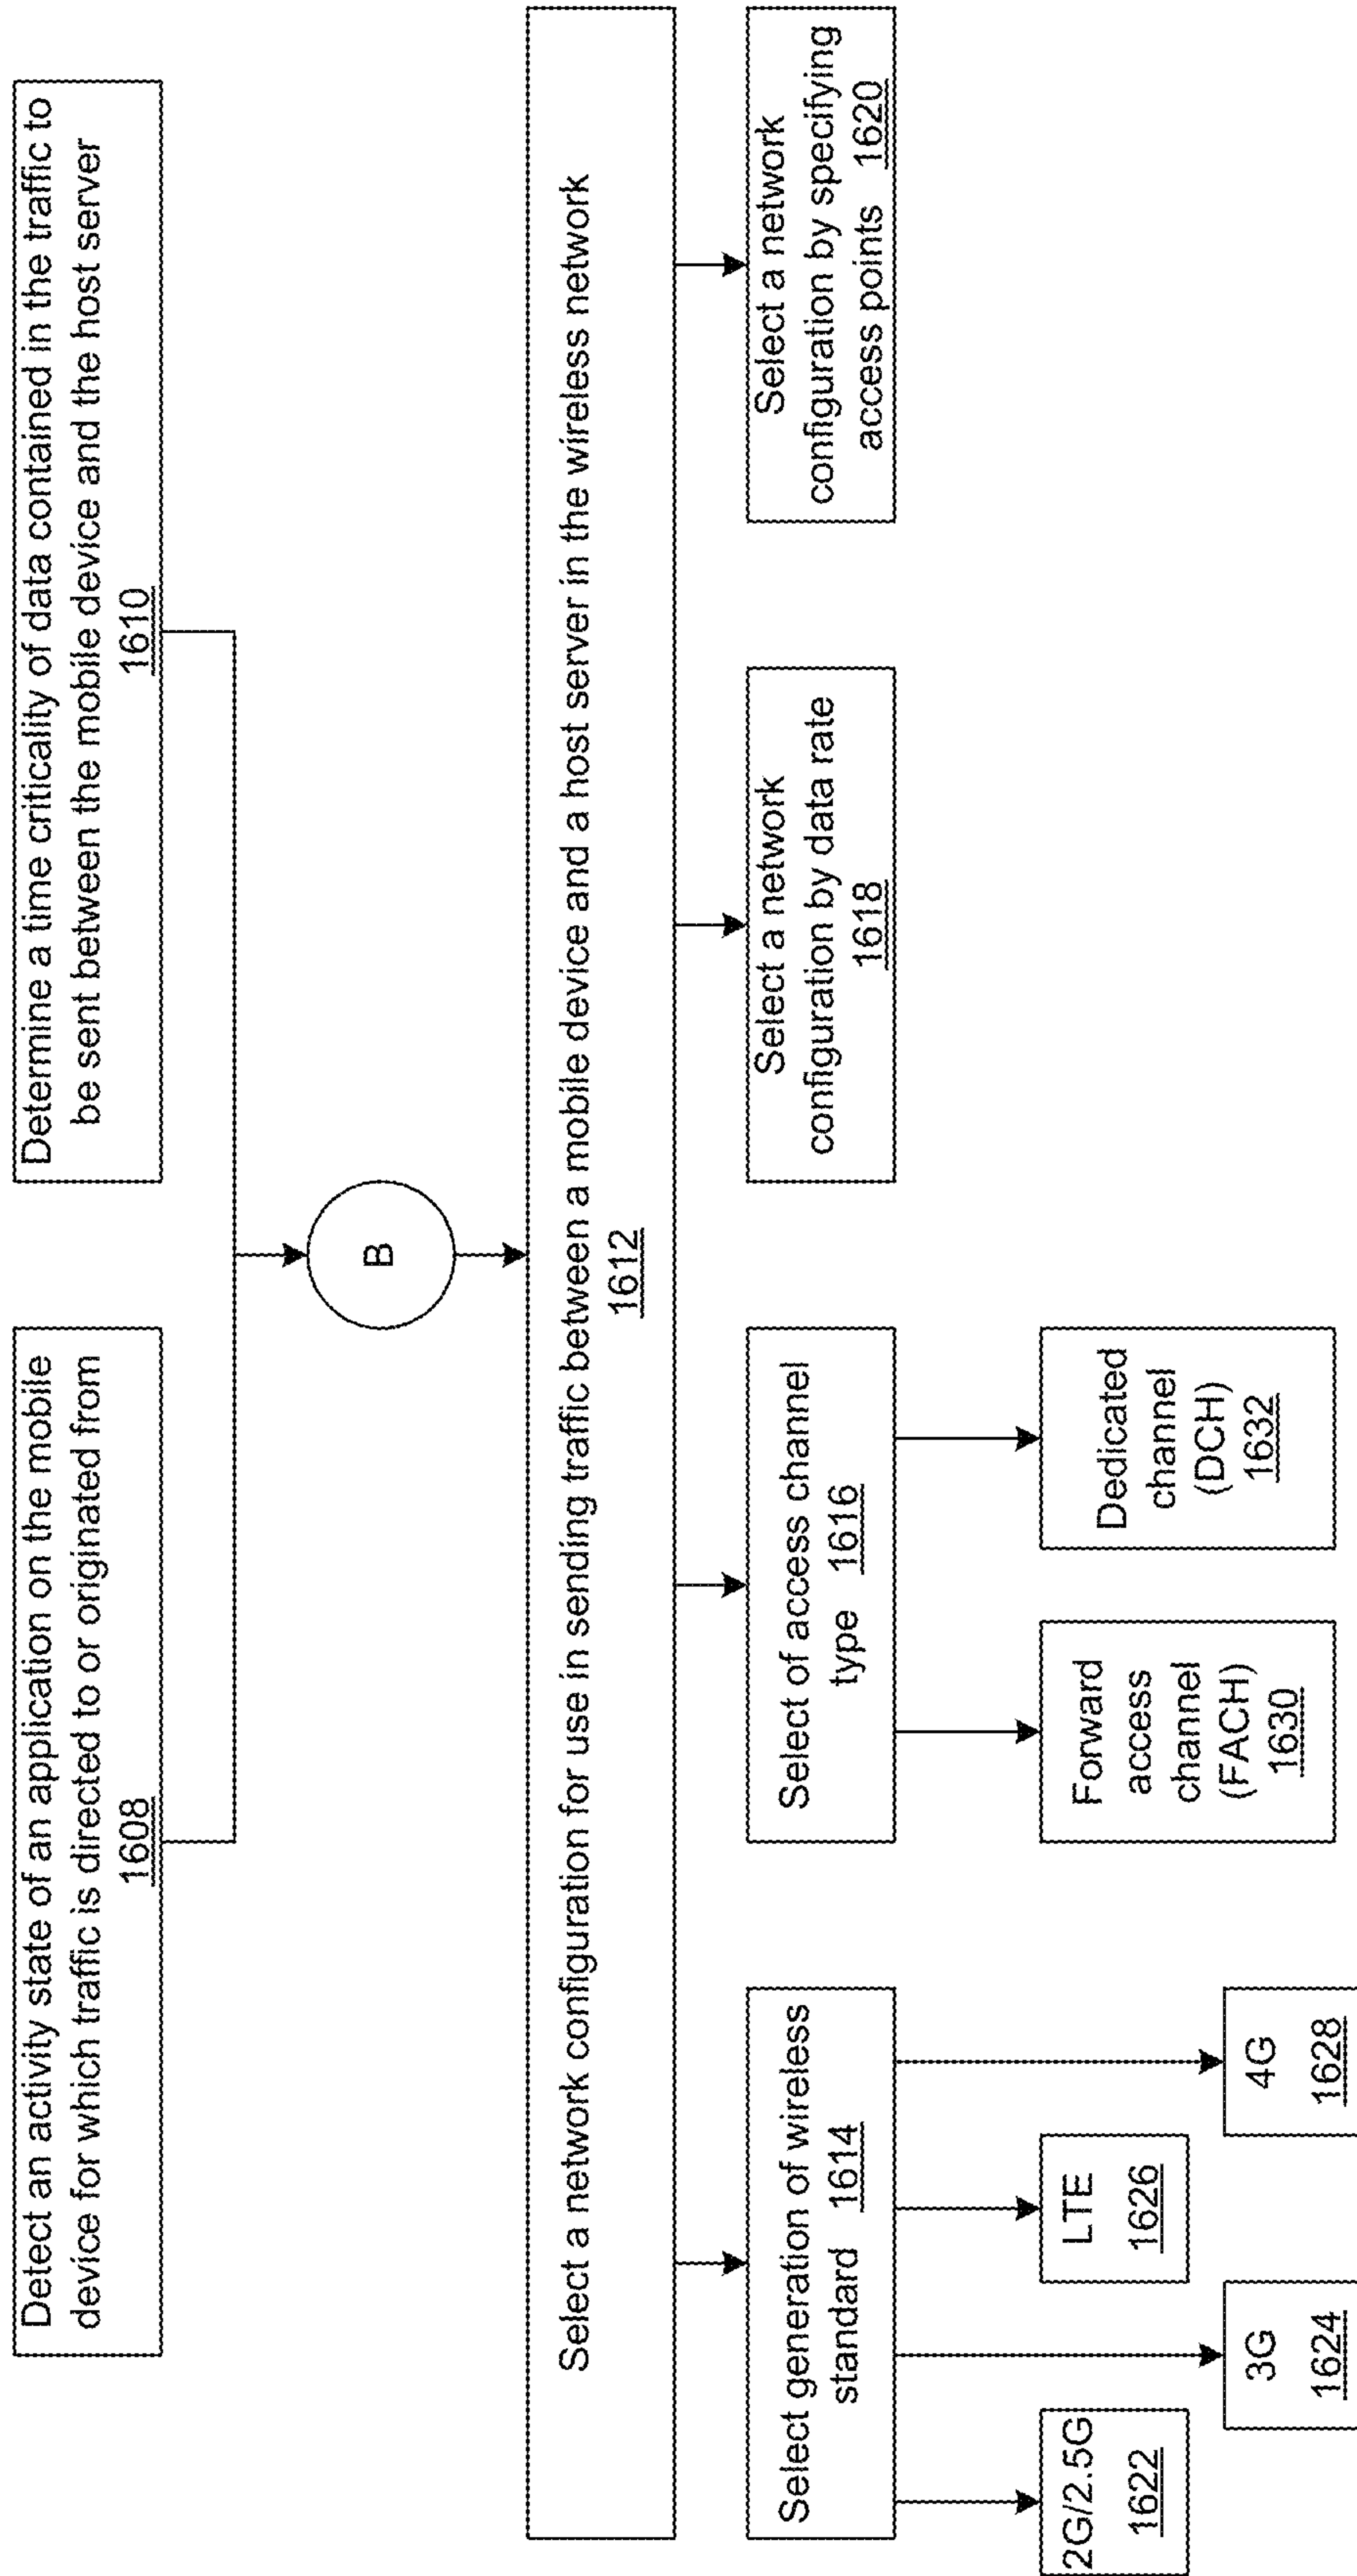 Detect an activity state of an application on the mobile
device for which traffic is directed to or originated from
1608
Determine a time criticality of data contained in the traffic to
be sent between the mobile device and the host server
1610
B
Select a network configuration for use in sending traffic between a mobile device and a host server in the wireless network
1612
Select generation of wireless
standard 1614
Select of access channel
type 1616
Select a network
configuration by data rate
1618
Select a network
configuration by specifying
access points 1620
2G/2.5G
1622
3G
1624
LTE
1626
4G
1628
Forward
access
channel
(FACH)
1630
Dedicated
channel
(DCH)
1632